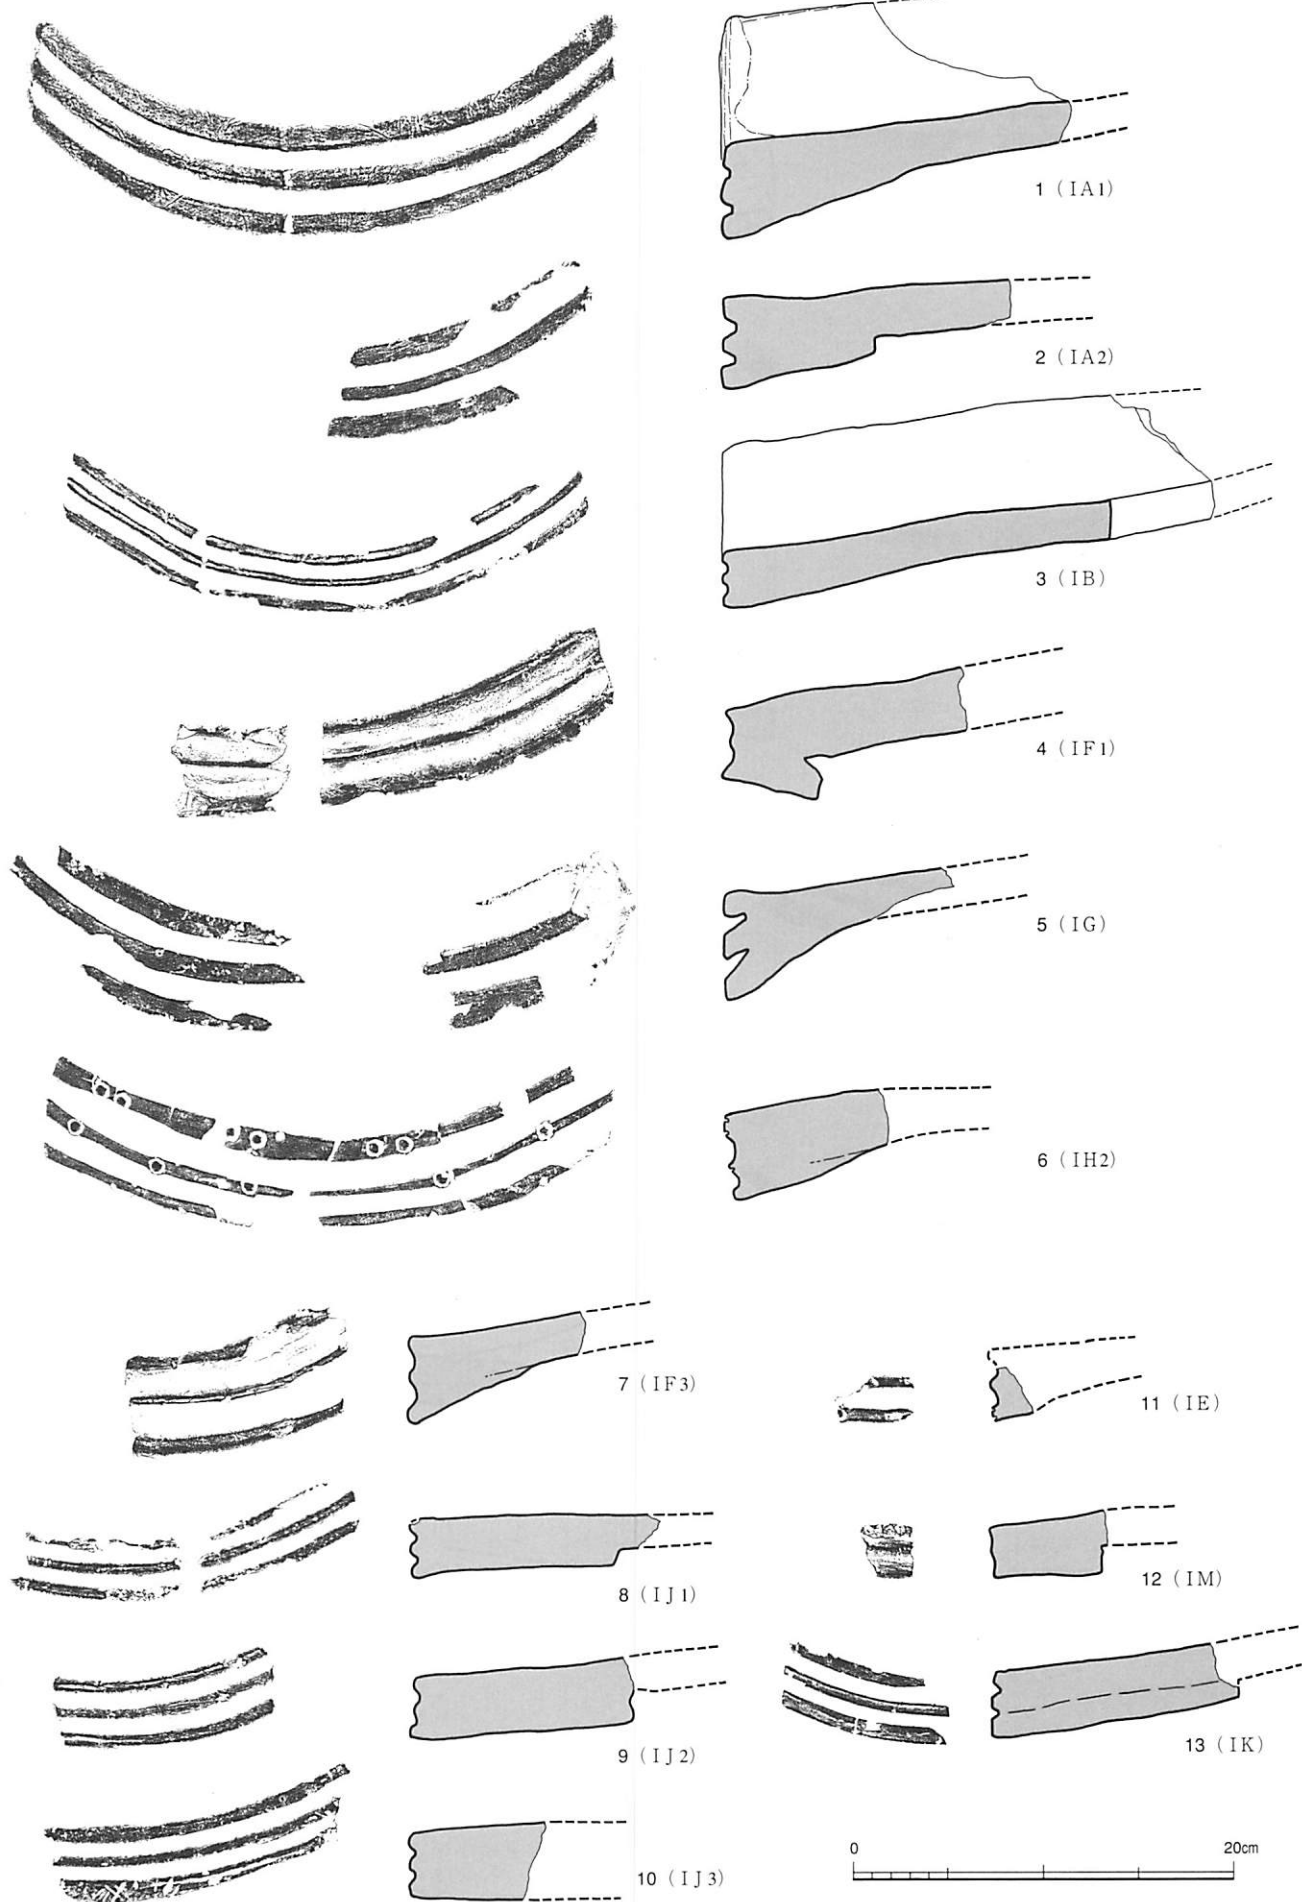 1 (IA1)
2 (IA2)
3 (IB)
4 (IF1)
5 (IG)
6 (IH2)
7 (IF3)
11 (IE)
8 (IJ1)
12 (IM)
9 (IJ2)
13 (IK)
10 (IJ3)
0 20cm